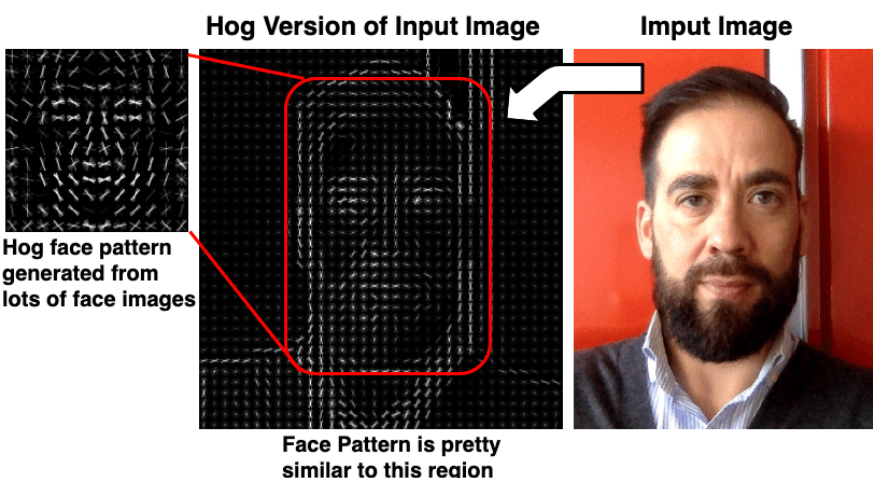 Hog Version of Input Image
Imput Image
Hog face pattern
generated from
lots of face images
Face Pattern is pretty
similar to this region